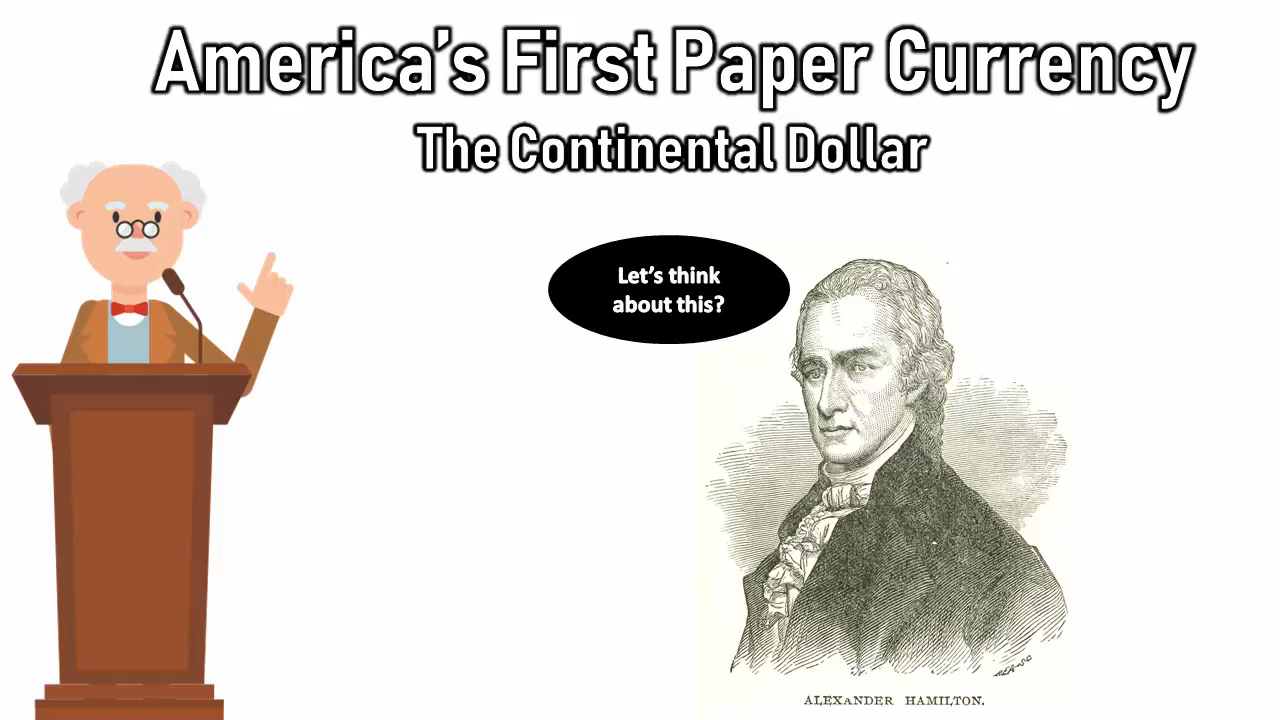 America's First Paper Currency
The Continental Dollar
Let's think
about this?
ALEXANDER HAMILTON.